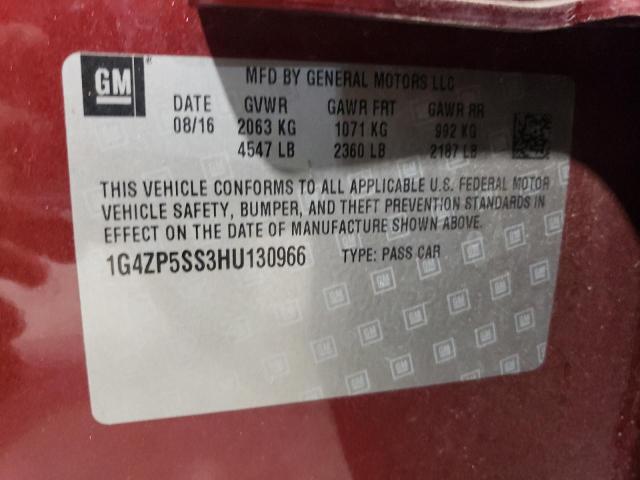 GM
MFD BY GENERAL MOTORS LLC
DATE GVWR GAWR FRT GAWR RR
08/16 2063 KG 1071 KG 992 KG
4547 LB 2360 LB 2187 LB
THIS VEHICLE CONFORMS TO ALL APPLICABLE U.S. FEDERAL MOTOR
VEHICLE SAFETY, BUMPER, AND THEFT PREVENTION STANDARDS IN
EFFECT ON THE DATE OF MANUFACTURE SHOWN ABOVE.
1G4ZP5SS3HU130966 TYPE: PASS CAR